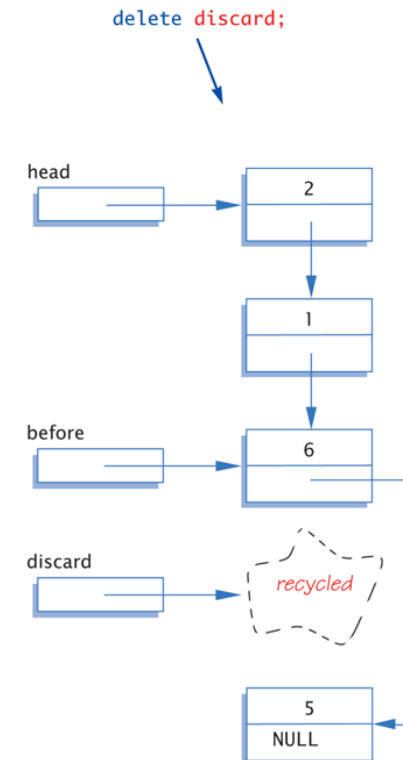 delete discard;
head
2
1
before
6
discard
recycled
5
NULL